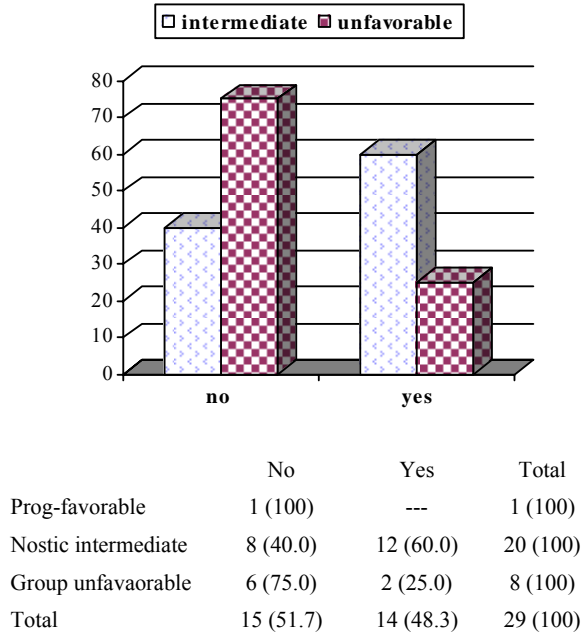 intermediate unfavorable
80
70
60
50
40
30
20
10
0
no yes
No Yes Total
Prog-favorable 1 (100) --- 1 (100)
Nostic intermediate 8 (40.0) 12 (60.0) 20 (100)
Group unfavaorable 6 (75.0) 2 (25.0) 8 (100)
Total 15 (51.7) 14 (48.3) 29 (100)